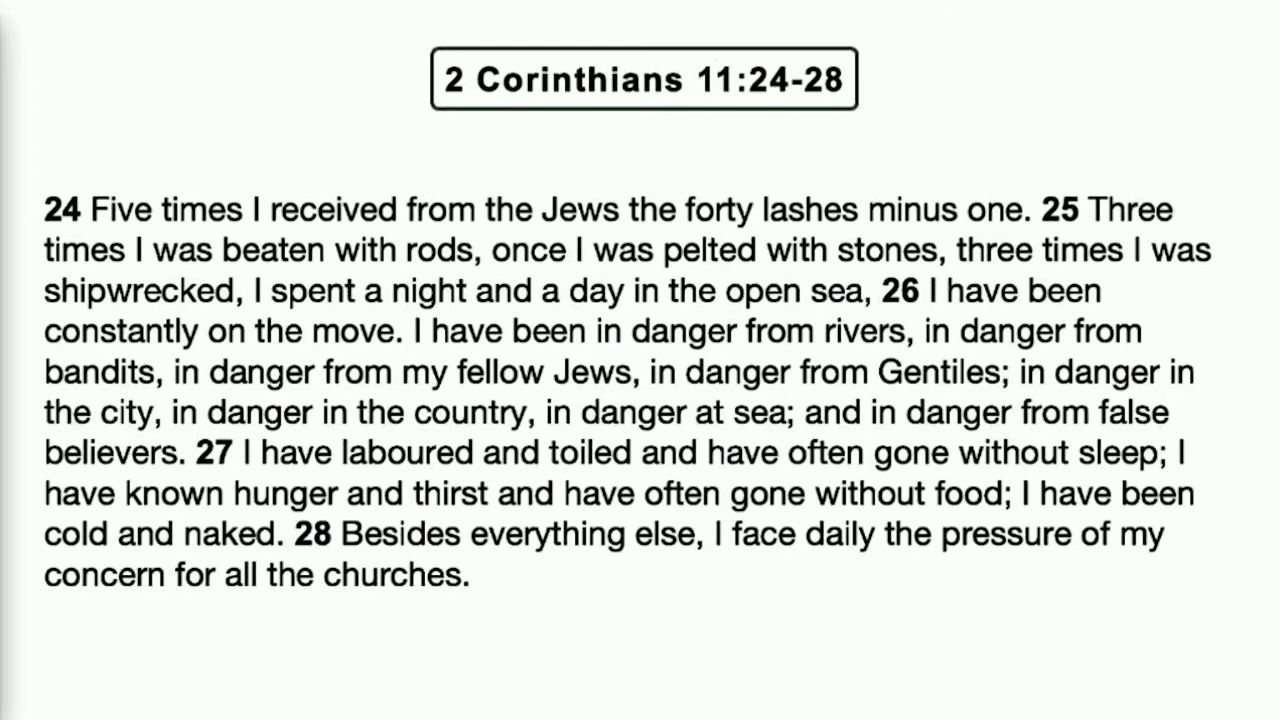 2 Corinthians 11:24-28
24 Five times I received from the Jews the forty lashes minus one. 25 Three
times I was beaten with rods, once I was pelted with stones, three times I was
shipwrecked, I spent a night and a day in the open sea, 26 I have been
constantly on the move. I have been in danger from rivers, in danger from
bandits, in danger from my fellow Jews, in danger from Gentiles; in danger in
the city, in danger in the country, in danger at sea; and in danger from false
believers. 27 I have laboured and toiled and have often gone without sleep; I
have known hunger and thirst and have often gone without food; I have been
cold and naked. 28 Besides everything else, I face daily the pressure of my
concern for all the churches.